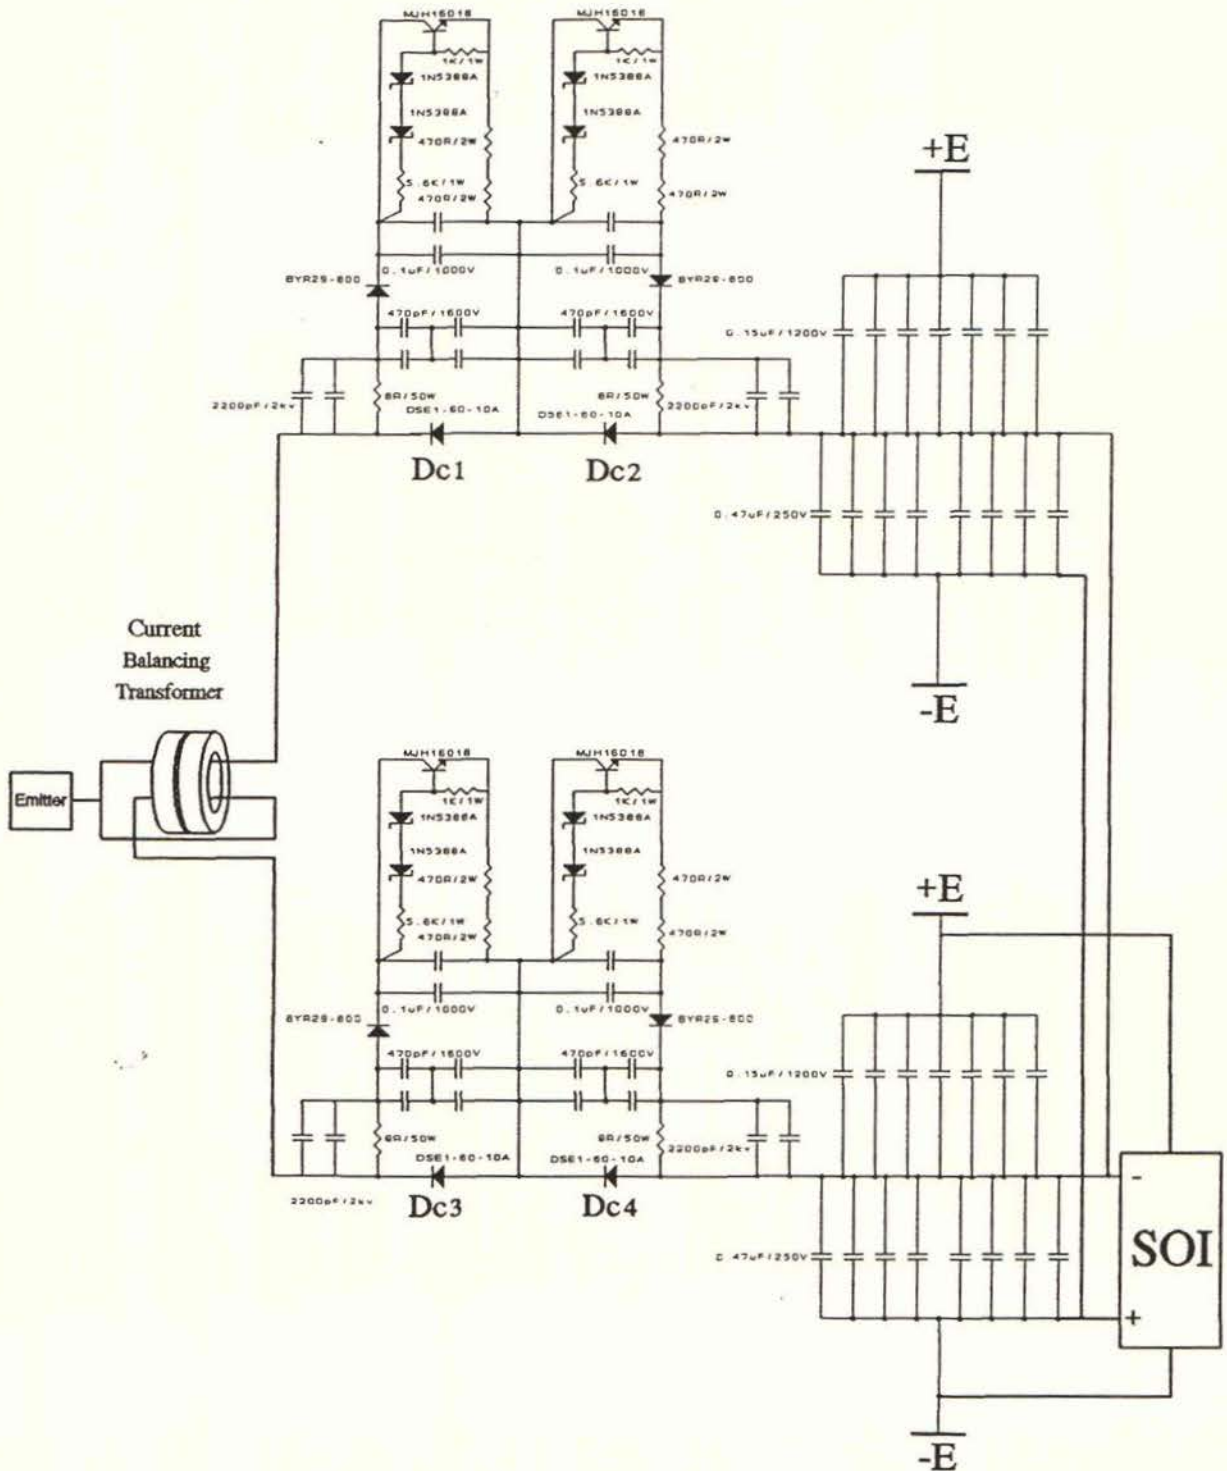 MJH16018 MJH16018
1K/1W 1K/1W
1N5388A 1N5388A
1N5388A 1N5388A
470R/2W 470R/2W
5.6K/1W 5.6K/1W
470R/2W 470R/2W
+E
0.1uF/1000V 0.1uF/1000V
BYR29-800 BYR29-800
470pF/1600V 470pF/1600V
0.15uF/1200V
6R/50W 6R/50W
2200pF/2kv 2200pF/2kv
DSE1-60-10A DSE1-60-10A
Dc1 Dc2
0.47uF/250V
-E
Current
Balancing
Transformer
Emitter
MJH16018 MJH16018
1K/1W 1K/1W
1N5388A 1N5388A
1N5388A 1N5388A
470R/2W 470R/2W
+E
5.6K/1W 5.6K/1W
470R/2W 470R/2W
0.1uF/1000V 0.1uF/1000V
BYR29-800 BYR29-800
470pF/1600V 470pF/1600V
0.15uF/1200V
6R/50W 6R/50W
2200pF/2kv
DSE1-60-10A DSE1-60-10A
2200pF/2kv
Dc3 Dc4
-
SOI
+
0.47uF/250V
-E